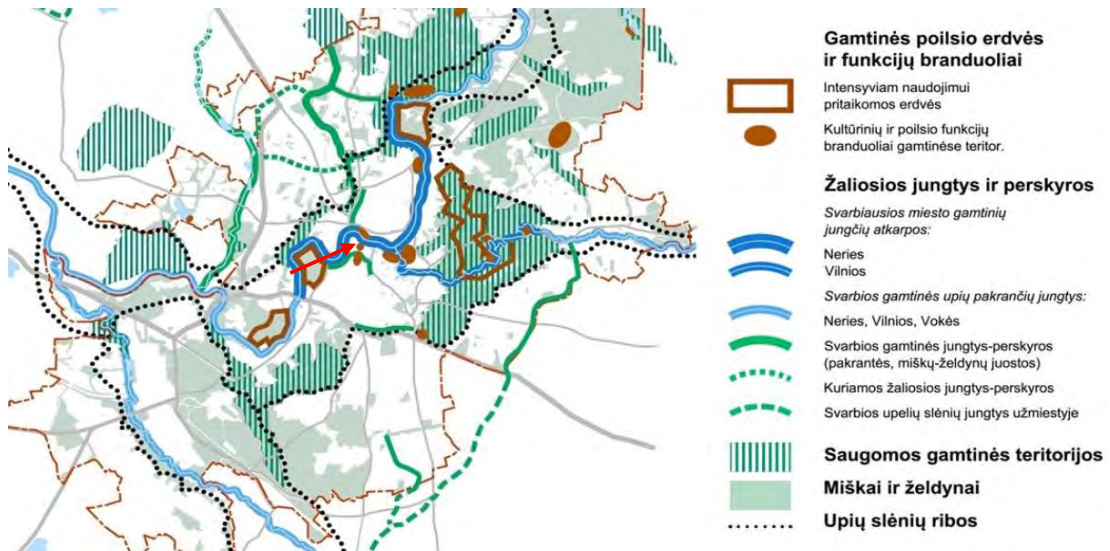 Gamtinės poilsio erdvės
ir funkcijų branduoliai
Intensyviam naudojimui
pritaikomos erdvės
Kultūrinių ir poilsio funkcijų
branduoliai gamtinėse teritor.
Žaliosios jungtys ir perskyros
Svarbiausios miesto gamtinių
jungčių atkarpos:
Neries
Vilnios
Svarbios gamtinės upių pakrančių jungtys:
Neries, Vilnios, Vokės
Svarbios gamtinės jungtys-perskyros
(pakrantės, miškų-želdynų juostos)
Kuriamos žaliosios jungtys-perskyros
Svarbios upelių slėnių jungtys užmiestyje
Saugomos gamtinės teritorijos
Miškai ir želdynai
Upių slėnių ribos